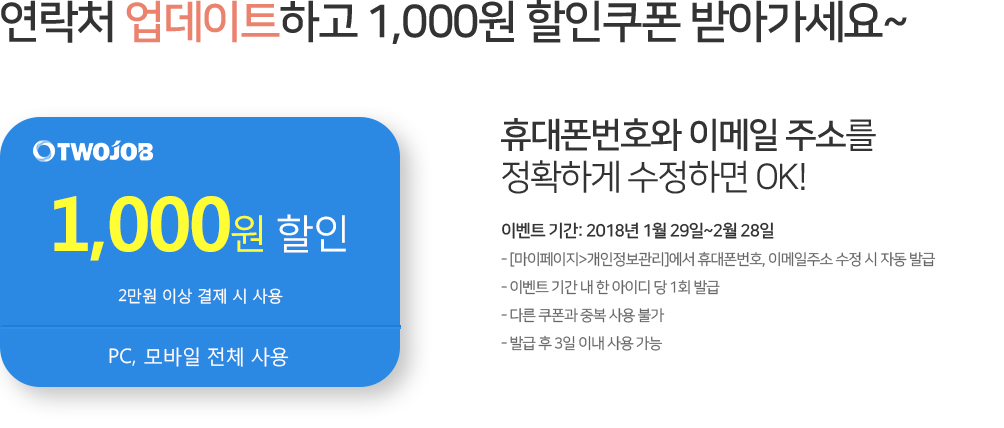 연락처 업데이트하고 1,000원 할인쿠폰 받아가세요~
TWOJOB
1,000원 할인
2만원 이상 결제 시 사용
PC, 모바일 전체 사용
휴대폰번호와 이메일 주소를
정확하게 수정하면 OK!
이벤트 기간: 2018년 1월 29일~2월 28일
- [마이페이지>개인정보관리]에서 휴대폰번호, 이메일주소 수정 시 자동 발급
- 이벤트 기간 내 한 아이디 당 1회 발급
- 다른 쿠폰과 중복 사용 불가
- 발급 후 3일 이내 사용 가능